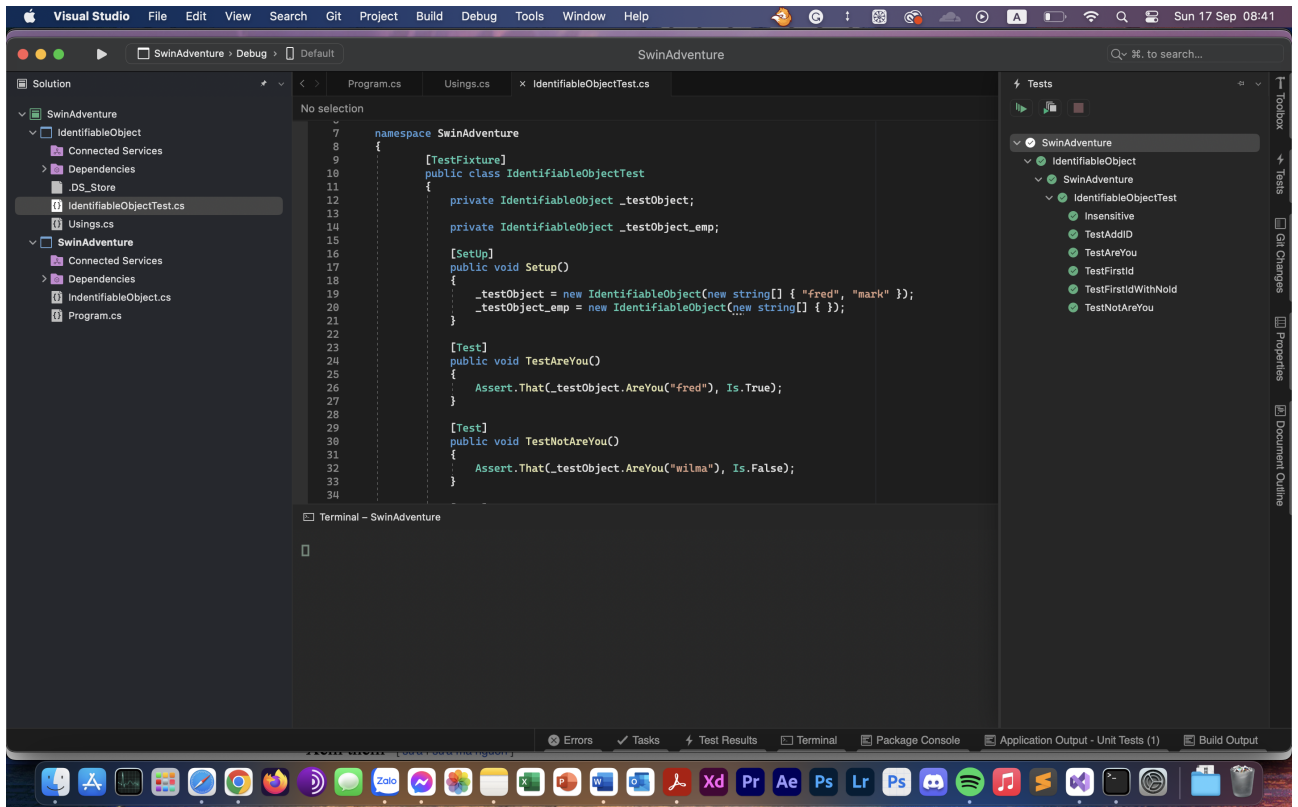 Visual Studio File Edit View Search Git Project Build Debug Tools Window Help A Sun 17 Sep 08:41
SwinAdventure › Debug › Default
SwinAdventure
⌘. to search...
Solution
SwinAdventure
IdentifiableObject
Connected Services
Dependencies
.DS_Store
IdentifiableObjectTest.cs
Usings.cs
SwinAdventure
Connected Services
Dependencies
IndentifiableObject.cs
Program.cs
Program.cs Usings.cs × IdentifiableObjectTest.cs
No selection
7 namespace SwinAdventure
8 {
9 [TestFixture]
10 public class IdentifiableObjectTest
11 {
12 private IdentifiableObject _testObject;
13
14 private IdentifiableObject _testObject_emp;
15
16 [SetUp]
17 public void Setup()
18 {
19 _testObject = new IdentifiableObject(new string[] { "fred", "mark" });
20 _testObject_emp = new IdentifiableObject(new string[] { });
21 }
22
23 [Test]
24 public void TestAreYou()
25 {
26 Assert.That(_testObject.AreYou("fred"), Is.True);
27 }
28
29 [Test]
30 public void TestNotAreYou()
31 {
32 Assert.That(_testObject.AreYou("wilma"), Is.False);
33 }
34
Terminal – SwinAdventure
Tests
SwinAdventure
IdentifiableObject
SwinAdventure
IdentifiableObjectTest
Insensitive
TestAddID
TestAreYou
TestFirstId
TestFirstIdWithNoId
TestNotAreYou
Toolbox
Tests
Git Changes
Properties
Document Outline
Errors Tasks Test Results Terminal Package Console Application Output - Unit Tests (1) Build Output
Zalo Xd Pr Ae Ps Lr Ps